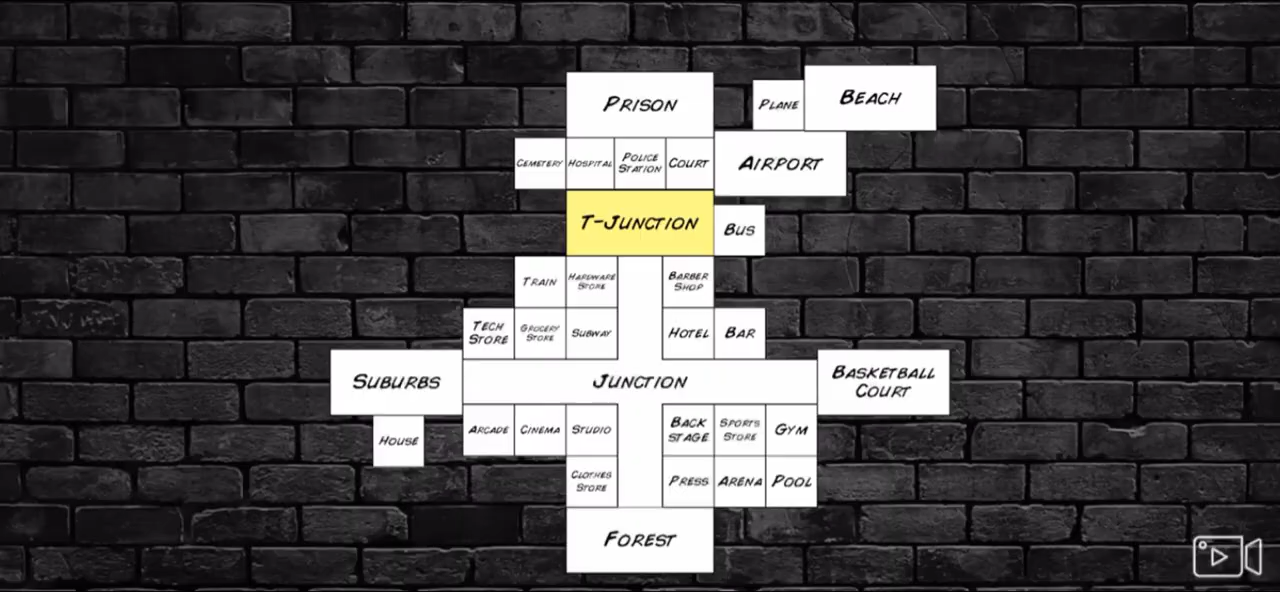 PRISON
PLANE
BEACH
CEMETERY
HOSPITAL
POLICE
STATION
COURT
AIRPORT
T-JUNCTION
BUS
TRAIN
HARDWARE
STORE
BARBER
SHOP
TECH
STORE
GROCERY
STORE
SUBWAY
HOTEL
BAR
SUBURBS
JUNCTION
BASKETBALL
COURT
HOUSE
ARCADE
CINEMA
STUDIO
BACK
STAGE
SPORTS
STORE
GYM
CLOTHES
STORE
PRESS
ARENA
POOL
FOREST